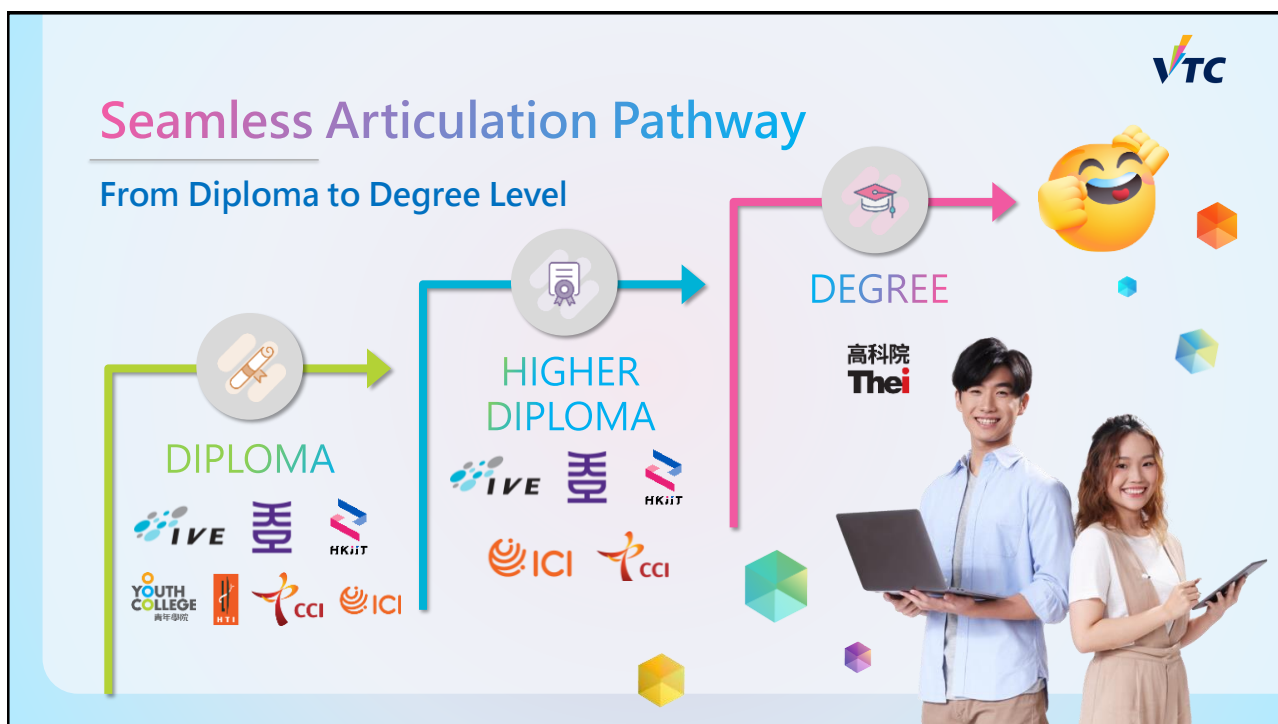 VTC
Seamless Articulation Pathway
From Diploma to Degree Level
DEGREE
高科院
Thei
HIGHER
DIPLOMA
IVE
HKiiT
ICI
CCI
DIPLOMA
IVE
HKiiT
YOUTH
COLLEGE
青年學院
HTI
CCI
ICI